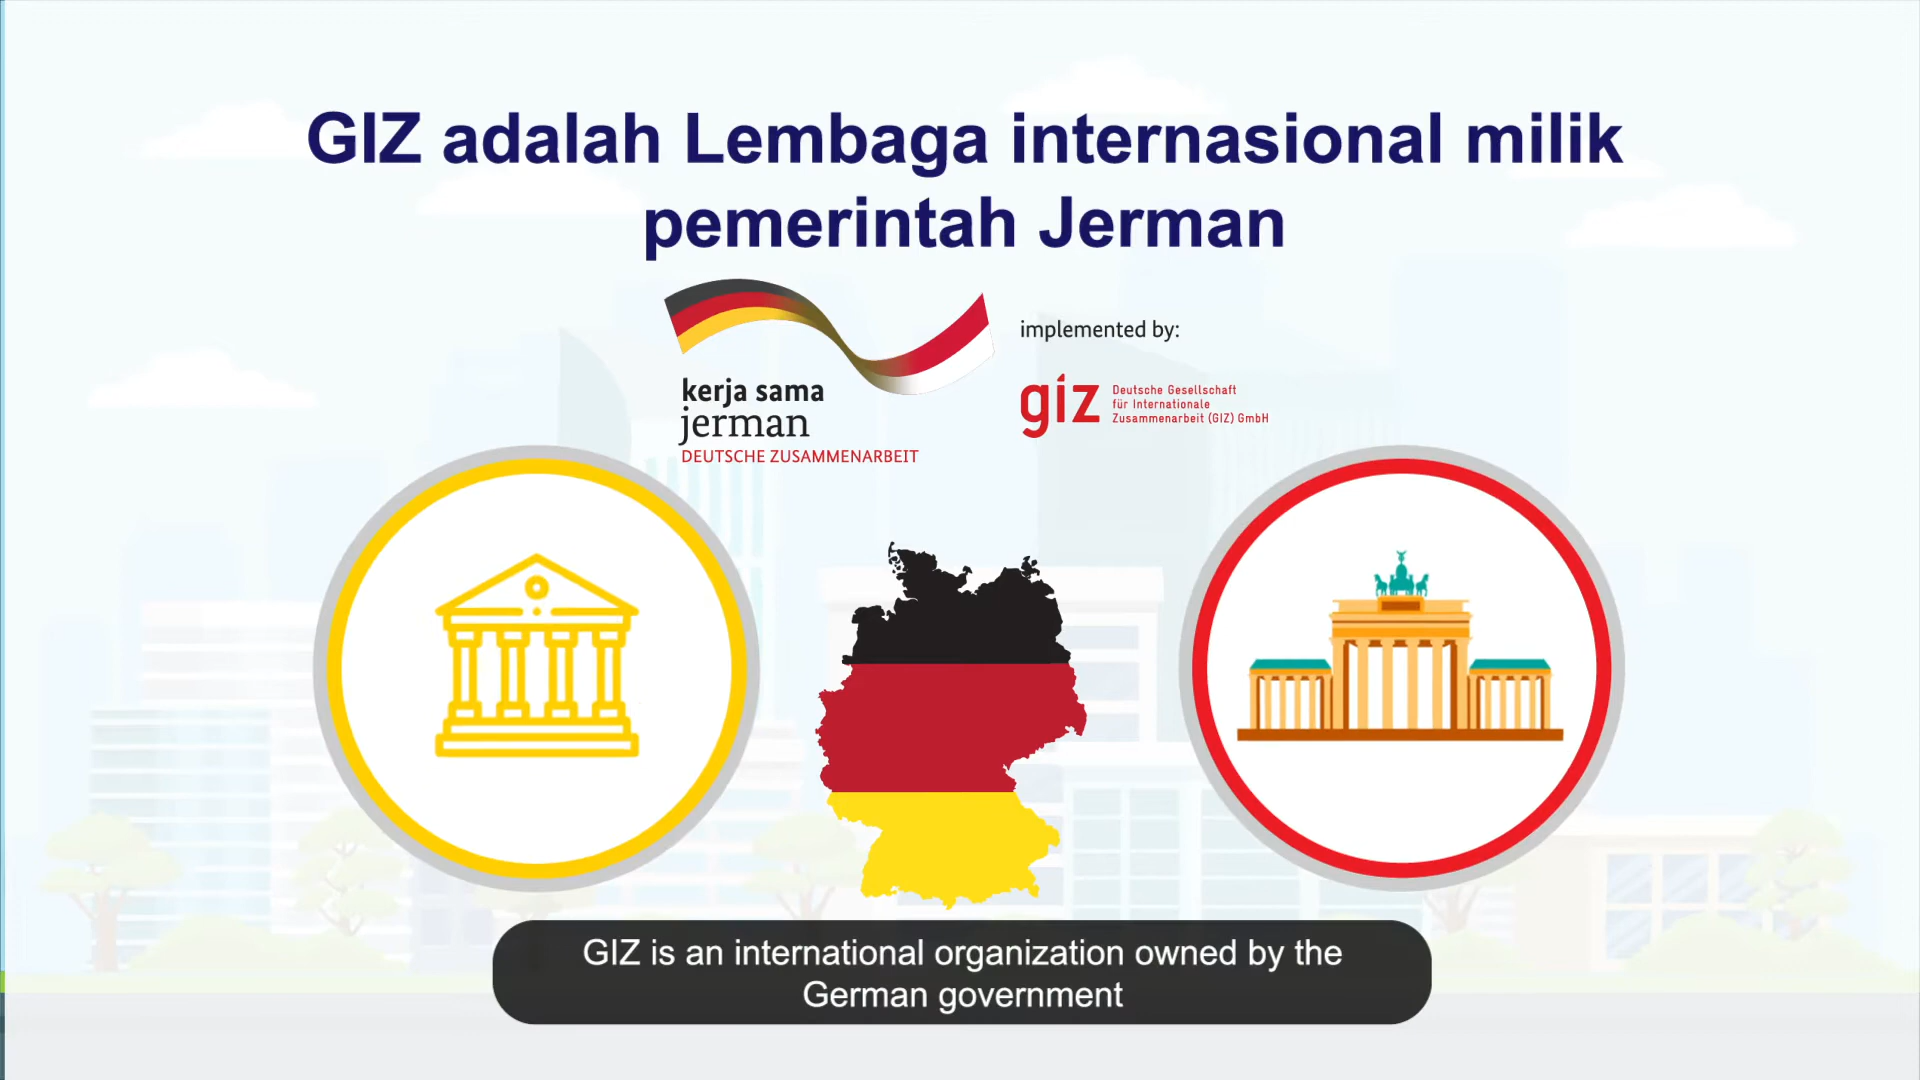 GIZ adalah Lembaga internasional milik
pemerintah Jerman
implemented by:
kerja sama
jerman
DEUTSCHE ZUSAMMENARBEIT
giz
Deutsche Gesellschaft
für Internationale
Zusammenarbeit (GIZ) GmbH
GIZ is an international organization owned by the
German government